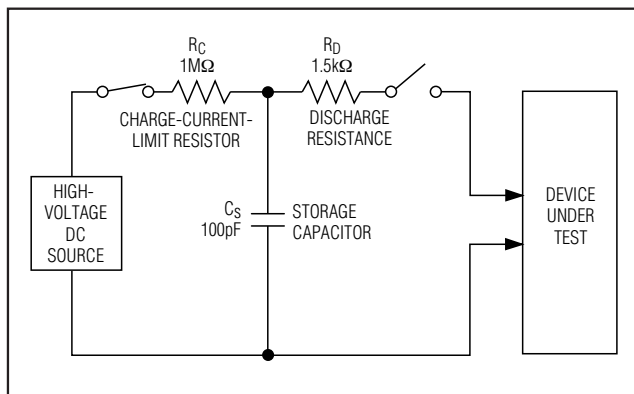 R_C
1MΩ
CHARGE-CURRENT-
LIMIT RESISTOR
R_D
1.5kΩ
DISCHARGE
RESISTANCE
HIGH-
VOLTAGE
DC
SOURCE
C_S
100pF
STORAGE
CAPACITOR
DEVICE
UNDER
TEST